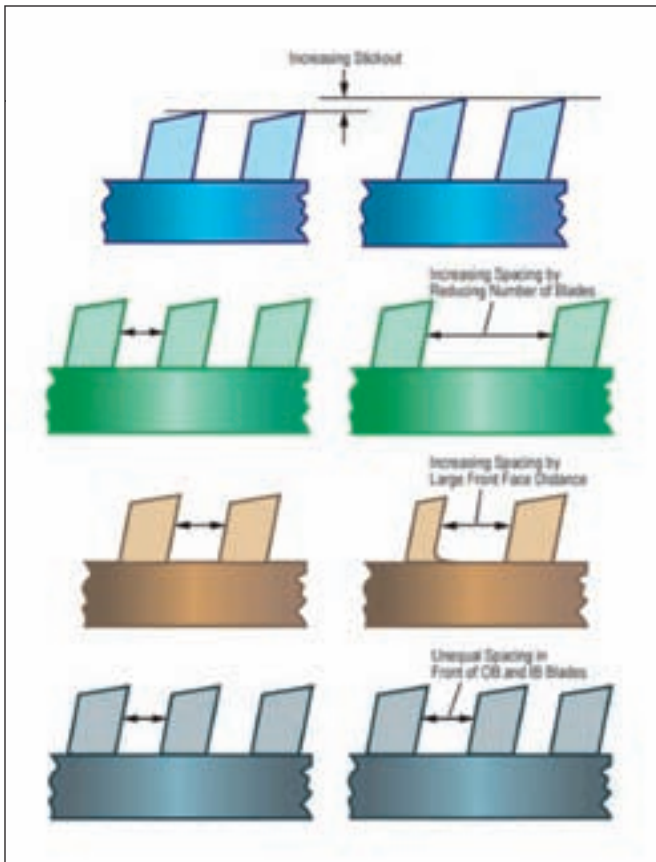 Increasing Stickout
Increasing Spacing by
Reducing Number of Blades
Increasing Spacing by
Large Front Face Distance
Unequal Spacing in
Front of OB and IB Blades